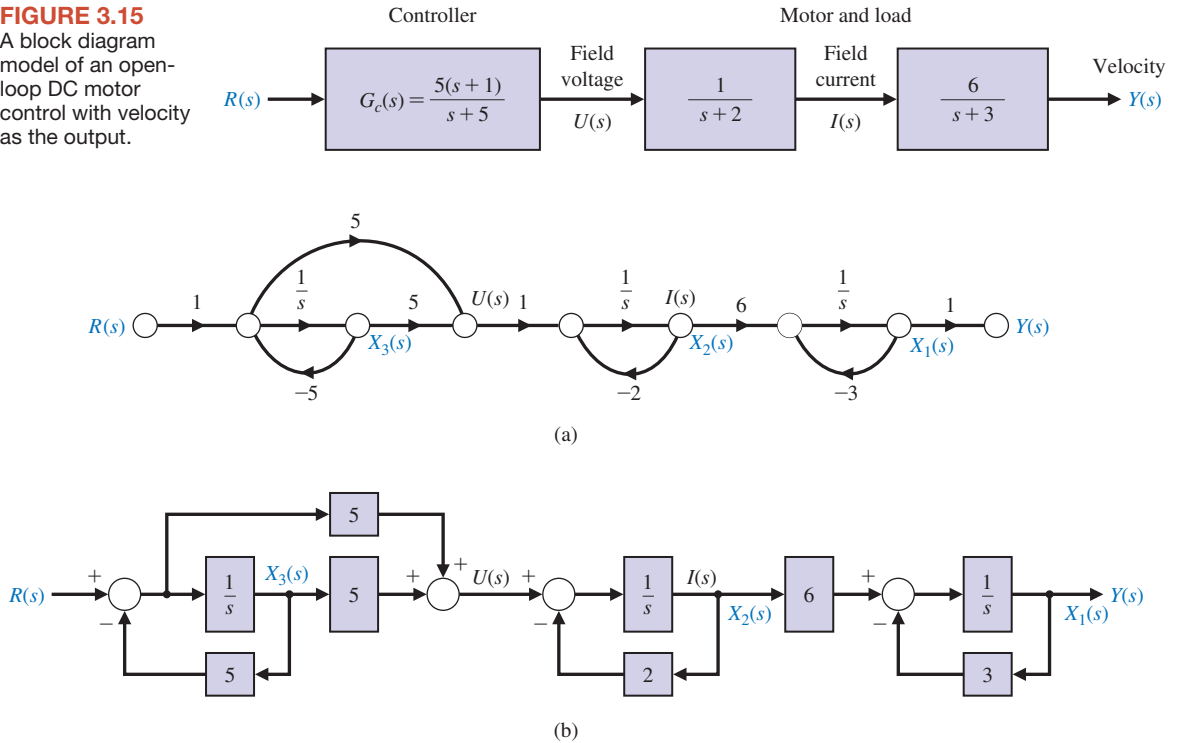 FIGURE 3.15
A block diagram
model of an open-
loop DC motor
control with velocity
as the output.
Controller
Motor and load
R(s)
G_c(s) = 5(s + 1) / s + 5
Field
voltage
U(s)
1 / s + 2
Field
current
I(s)
6 / s + 3
Velocity
Y(s)
5
R(s) 1 1/s 5 U(s) 1 1/s I(s) 6 1/s 1 Y(s)
X_3(s) X_2(s) X_1(s)
−5 −2 −3
(a)
5
R(s) + − 1/s X_3(s) 5 + + U(s) + − 1/s I(s) X_2(s) 6 + − 1/s X_1(s) Y(s)
5 2 3
(b)